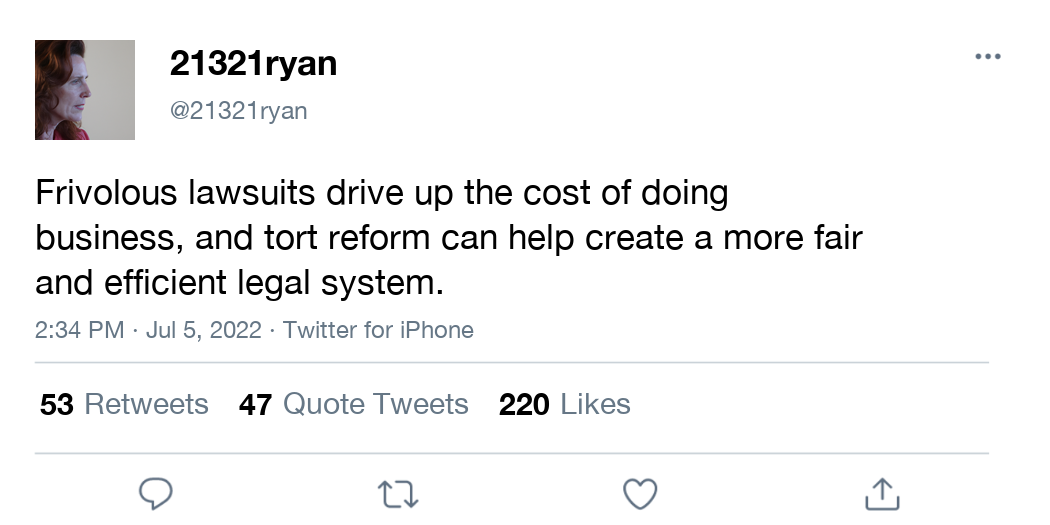 21321ryan
@21321ryan
Frivolous lawsuits drive up the cost of doing
business, and tort reform can help create a more fair
and efficient legal system.
2:34 PM · Jul 5, 2022 · Twitter for iPhone
53 Retweets 47 Quote Tweets 220 Likes